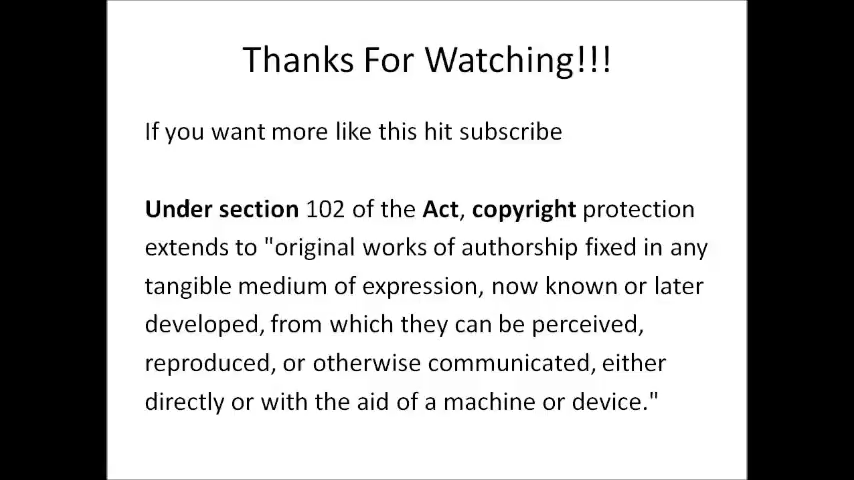 Thanks For Watching!!!
If you want more like this hit subscribe
Under section 102 of the Act, copyright protection
extends to "original works of authorship fixed in any
tangible medium of expression, now known or later
developed, from which they can be perceived,
reproduced, or otherwise communicated, either
directly or with the aid of a machine or device."